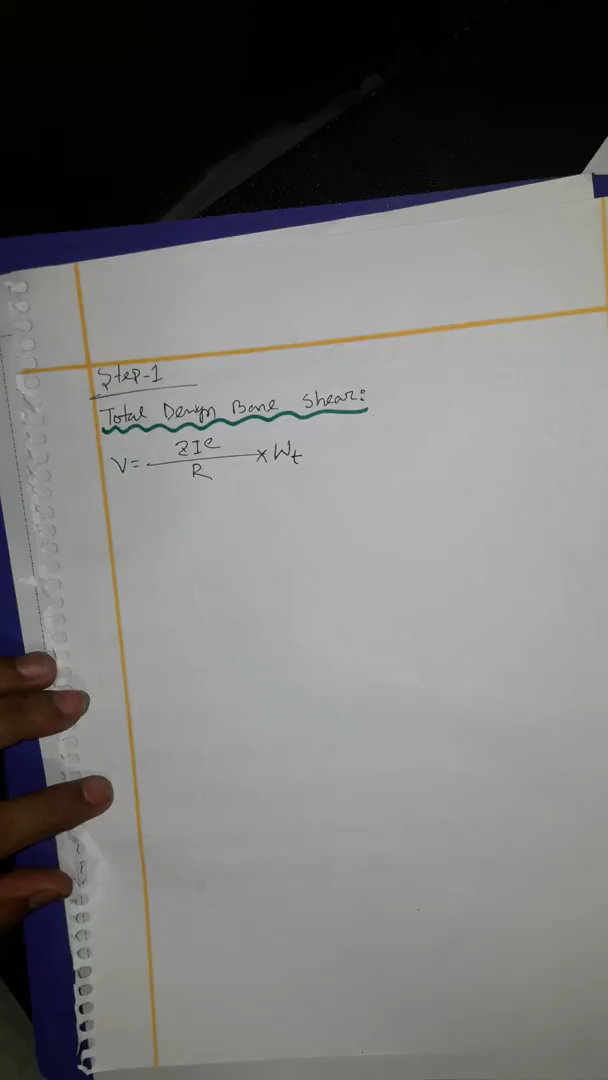 Step-1
Total Design Base Shear:
V = ZIC / R × Wt